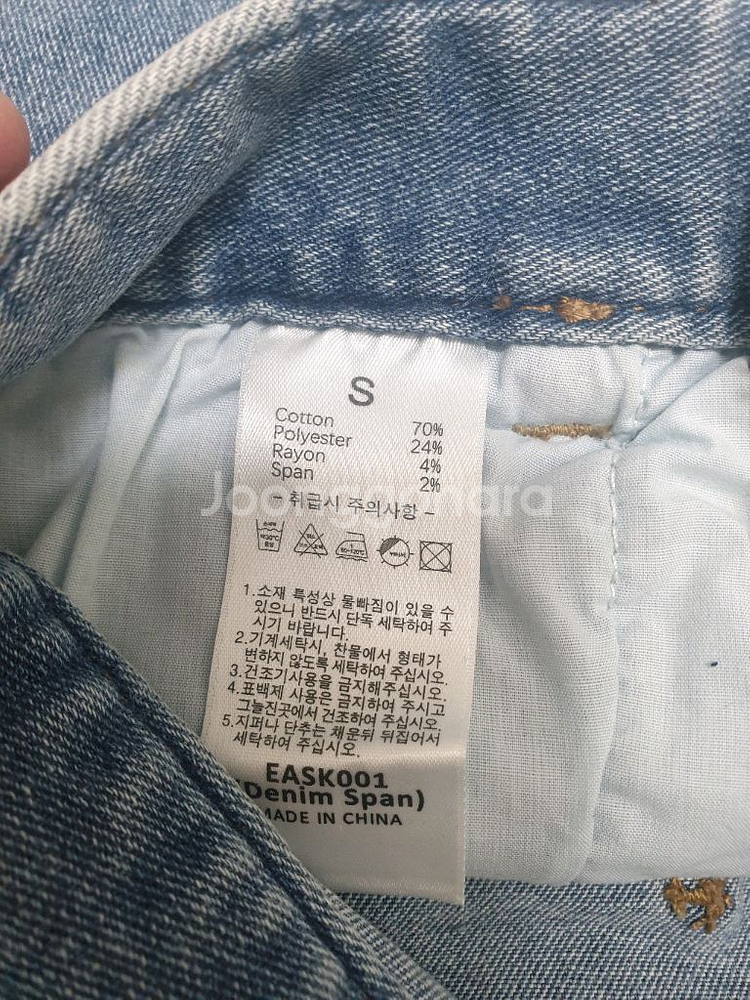 S
Cotton 70%
Polyester 24%
Rayon 4%
Span 2%
- 취급시 주의사항 -
1.소재 특성상 물빠짐이 있을 수
있으니 반드시 단독 세탁하여 주
시기 바랍니다.
2.기계세탁시, 찬물에서 형태가
변하지 않도록 세탁하여 주십시오.
3.건조기사용을 금지해주십시오.
4.표백제 사용은 금지하여 주시고
그늘진곳에서 건조하여 주십시오.
5.지퍼나 단추는 채운뒤 뒤집어서
세탁하여 주십시오.
EASK001
(Denim Span)
MADE IN CHINA